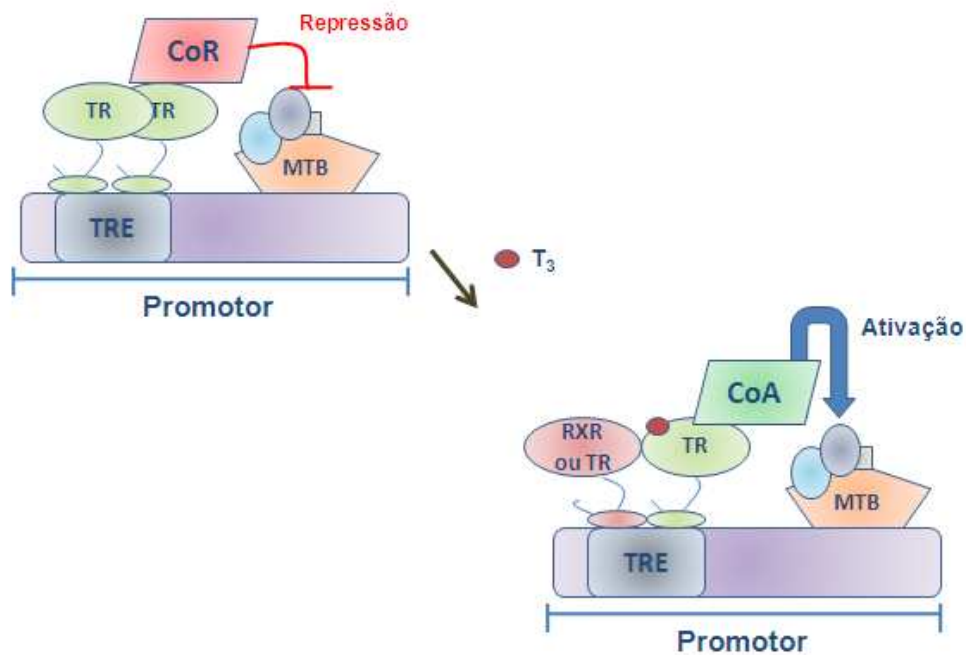 Repressão
CoR
TR
TR
MTB
TRE
T₃
Promotor
Ativação
CoA
RXR
ou TR
TR
MTB
TRE
Promotor